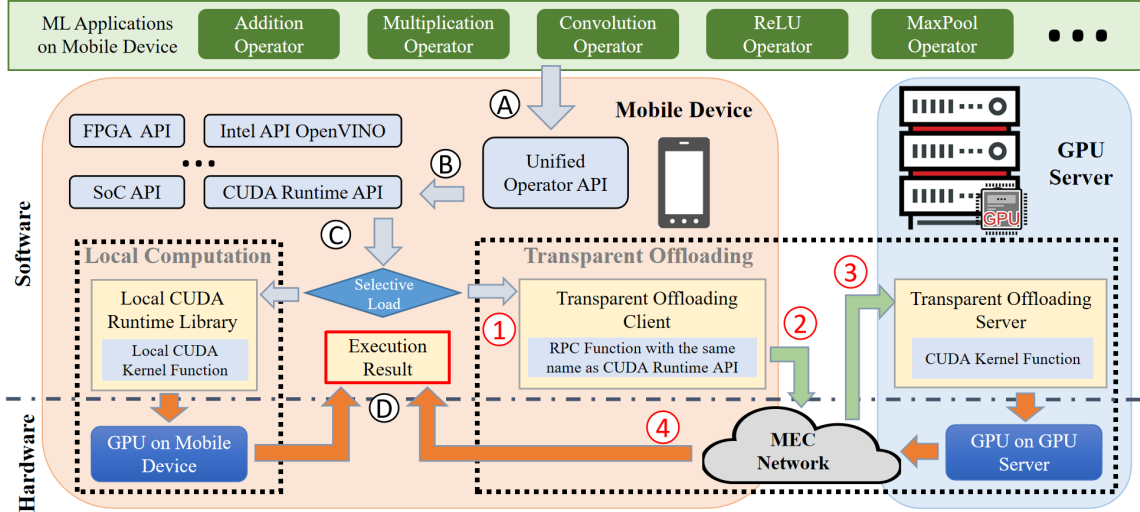 ML Applications
on Mobile Device
Addition
Operator
Multiplication
Operator
Convolution
Operator
ReLU
Operator
MaxPool
Operator
Software
Hardware
A
Mobile Device
FPGA API
Intel API OpenVINO
SoC API
CUDA Runtime API
B
Unified
Operator API
GPU
GPU
Server
C
Local Computation
Selective
Load
Transparent Offloading
Local CUDA
Runtime Library
Local CUDA
Kernel Function
Execution
Result
D
①
Transparent Offloading
Client
RPC Function with the same
name as CUDA Runtime API
②
③
Transparent Offloading
Server
CUDA Kernel Function
GPU on Mobile
Device
④
MEC
Network
GPU on GPU
Server